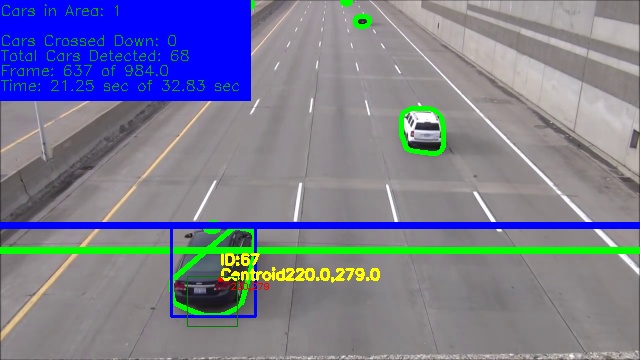 Cars in Area: 1
Cars Crossed Down: 0
Total Cars Detected: 68
Frame: 637 of 984.0
Time: 21.25 sec of 32.83 sec
ID:67
Centroid220.0,279.0